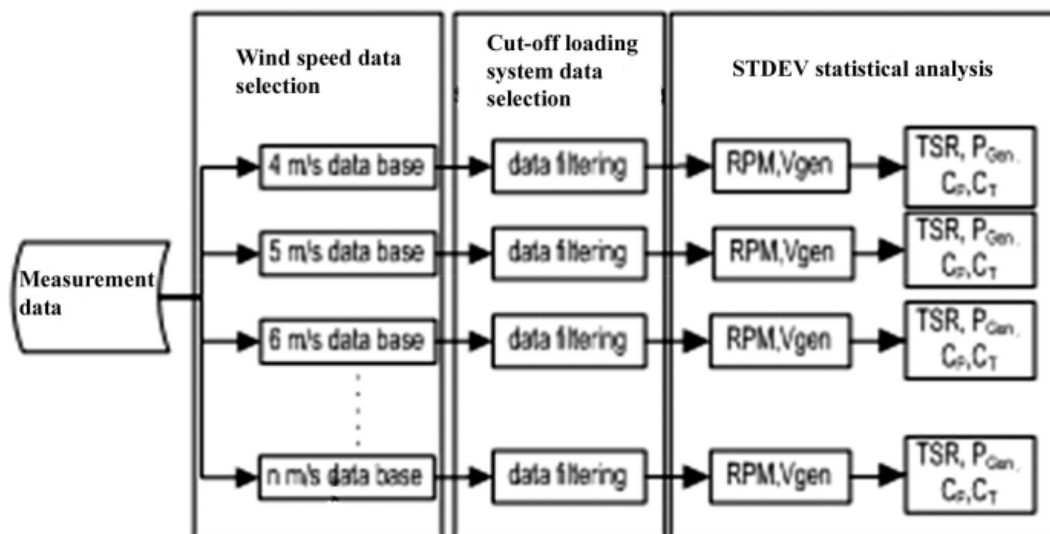 Wind speed data
selection
Cut-off loading
system data
selection
STDEV statistical analysis
Measurement
data
4 m/s data base
data filtering
RPM,Vgen
TSR, PGen,
CP,CT
5 m/s data base
data filtering
RPM,Vgen
TSR, PGen,
CP,CT
6 m/s data base
data filtering
RPM,Vgen
TSR, PGen,
CP,CT
n m/s data base
data filtering
RPM,Vgen
TSR, PGen,
CP,CT